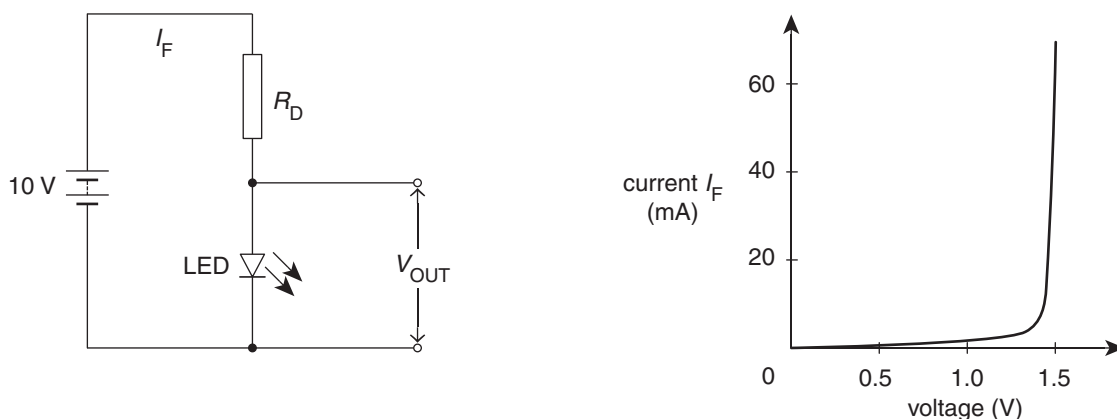 I_F
R_D
10 V
LED
V_OUT
60
40
current I_F
(mA)
20
0
0.5
1.0
1.5
voltage (V)